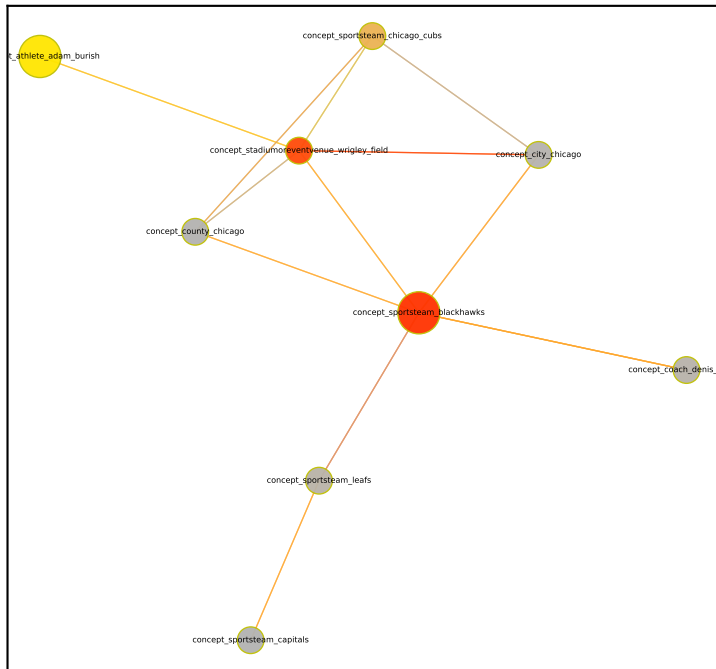 concept_sportsteam_chicago_cubs
t_athlete_adam_burish
concept_stadiumoreventvenue_wrigley_field
concept_city_chicago
concept_county_chicago
concept_sportsteam_blackhawks
concept_coach_denis_
concept_sportsteam_leafs
concept_sportsteam_capitals